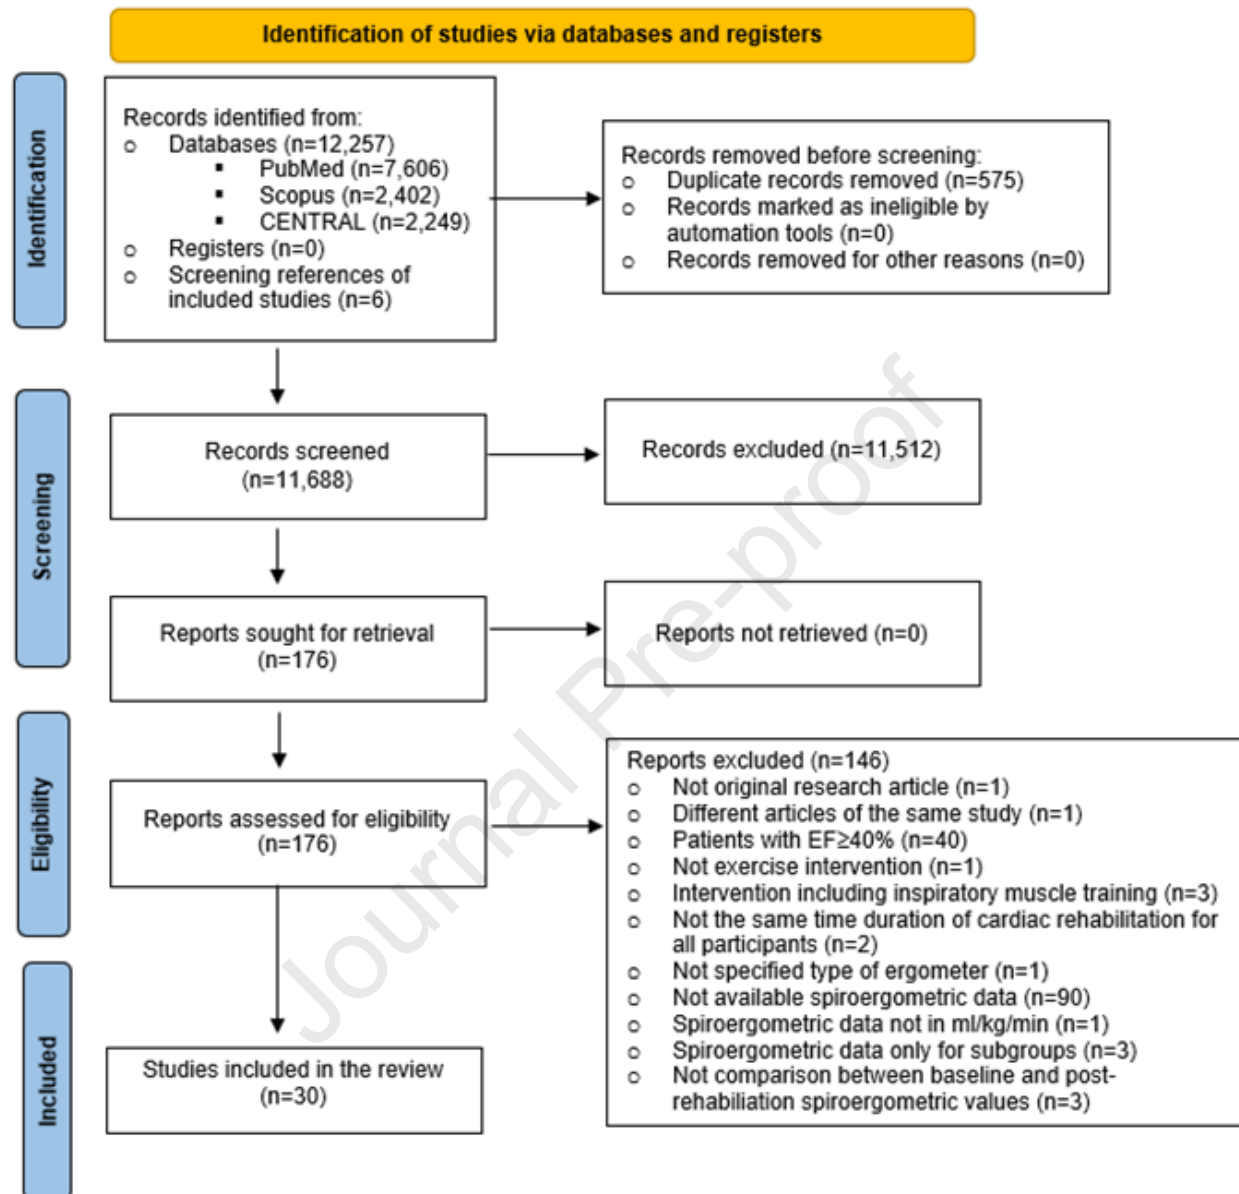 Identification of studies via databases and registers
Identification
Records identified from:
o Databases (n=12,257)
▪ PubMed (n=7,606)
▪ Scopus (n=2,402)
▪ CENTRAL (n=2,249)
o Registers (n=0)
o Screening references of
included studies (n=6)
Records removed before screening:
o Duplicate records removed (n=575)
o Records marked as ineligible by
automation tools (n=0)
o Records removed for other reasons (n=0)
Screening
Records screened
(n=11,688)
Records excluded (n=11,512)
Reports sought for retrieval
(n=176)
Reports not retrieved (n=0)
Eligibility
Reports assessed for eligibility
(n=176)
Reports excluded (n=146)
o Not original research article (n=1)
o Different articles of the same study (n=1)
o Patients with EF≥40% (n=40)
o Not exercise intervention (n=1)
o Intervention including inspiratory muscle training (n=3)
o Not the same time duration of cardiac rehabilitation for
all participants (n=2)
o Not specified type of ergometer (n=1)
o Not available spiroergometric data (n=90)
o Spiroergometric data not in ml/kg/min (n=1)
o Spiroergometric data only for subgroups (n=3)
o Not comparison between baseline and post-
rehabiliation spiroergometric values (n=3)
Included
Studies included in the review
(n=30)
Journal Pre-proof